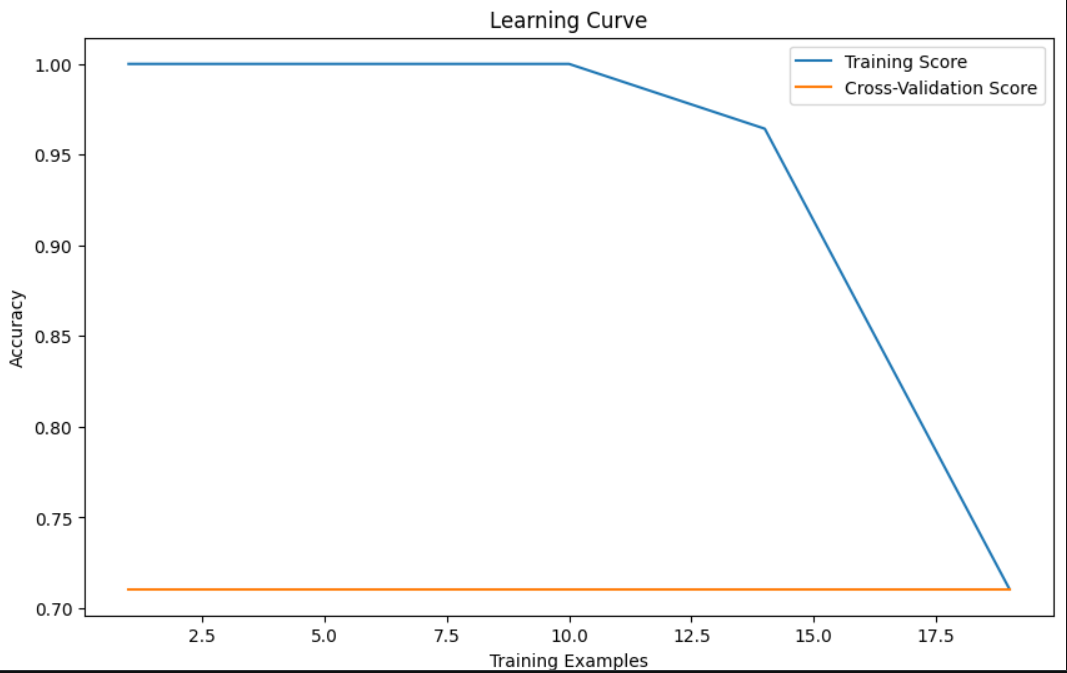 Learning Curve
Training Score
Cross-Validation Score
1.00
0.95
0.90
0.85
0.80
0.75
0.70
Accuracy
2.5 5.0 7.5 10.0 12.5 15.0 17.5
Training Examples